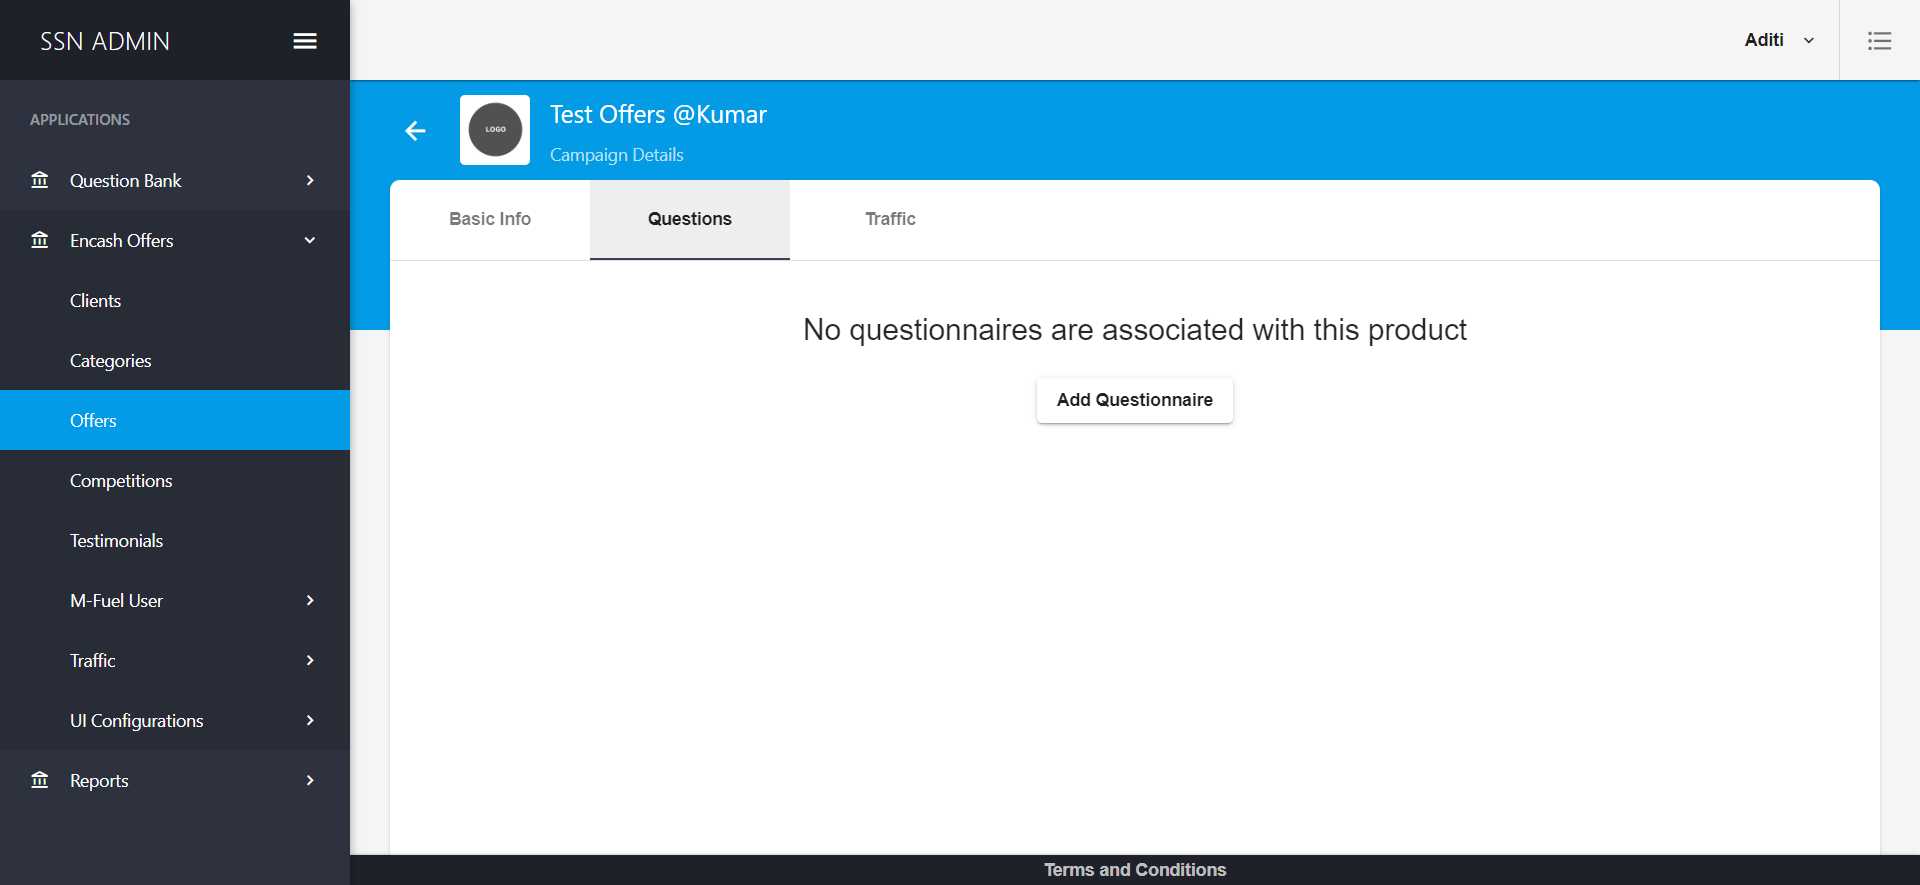 SSN ADMIN
Aditi
APPLICATIONS
Question Bank
Encash Offers
Clients
Categories
Offers
Competitions
Testimonials
M-Fuel User
Traffic
UI Configurations
Reports
LOGO
Test Offers @Kumar
Campaign Details
Basic Info
Questions
Traffic
No questionnaires are associated with this product
Add Questionnaire
Terms and Conditions